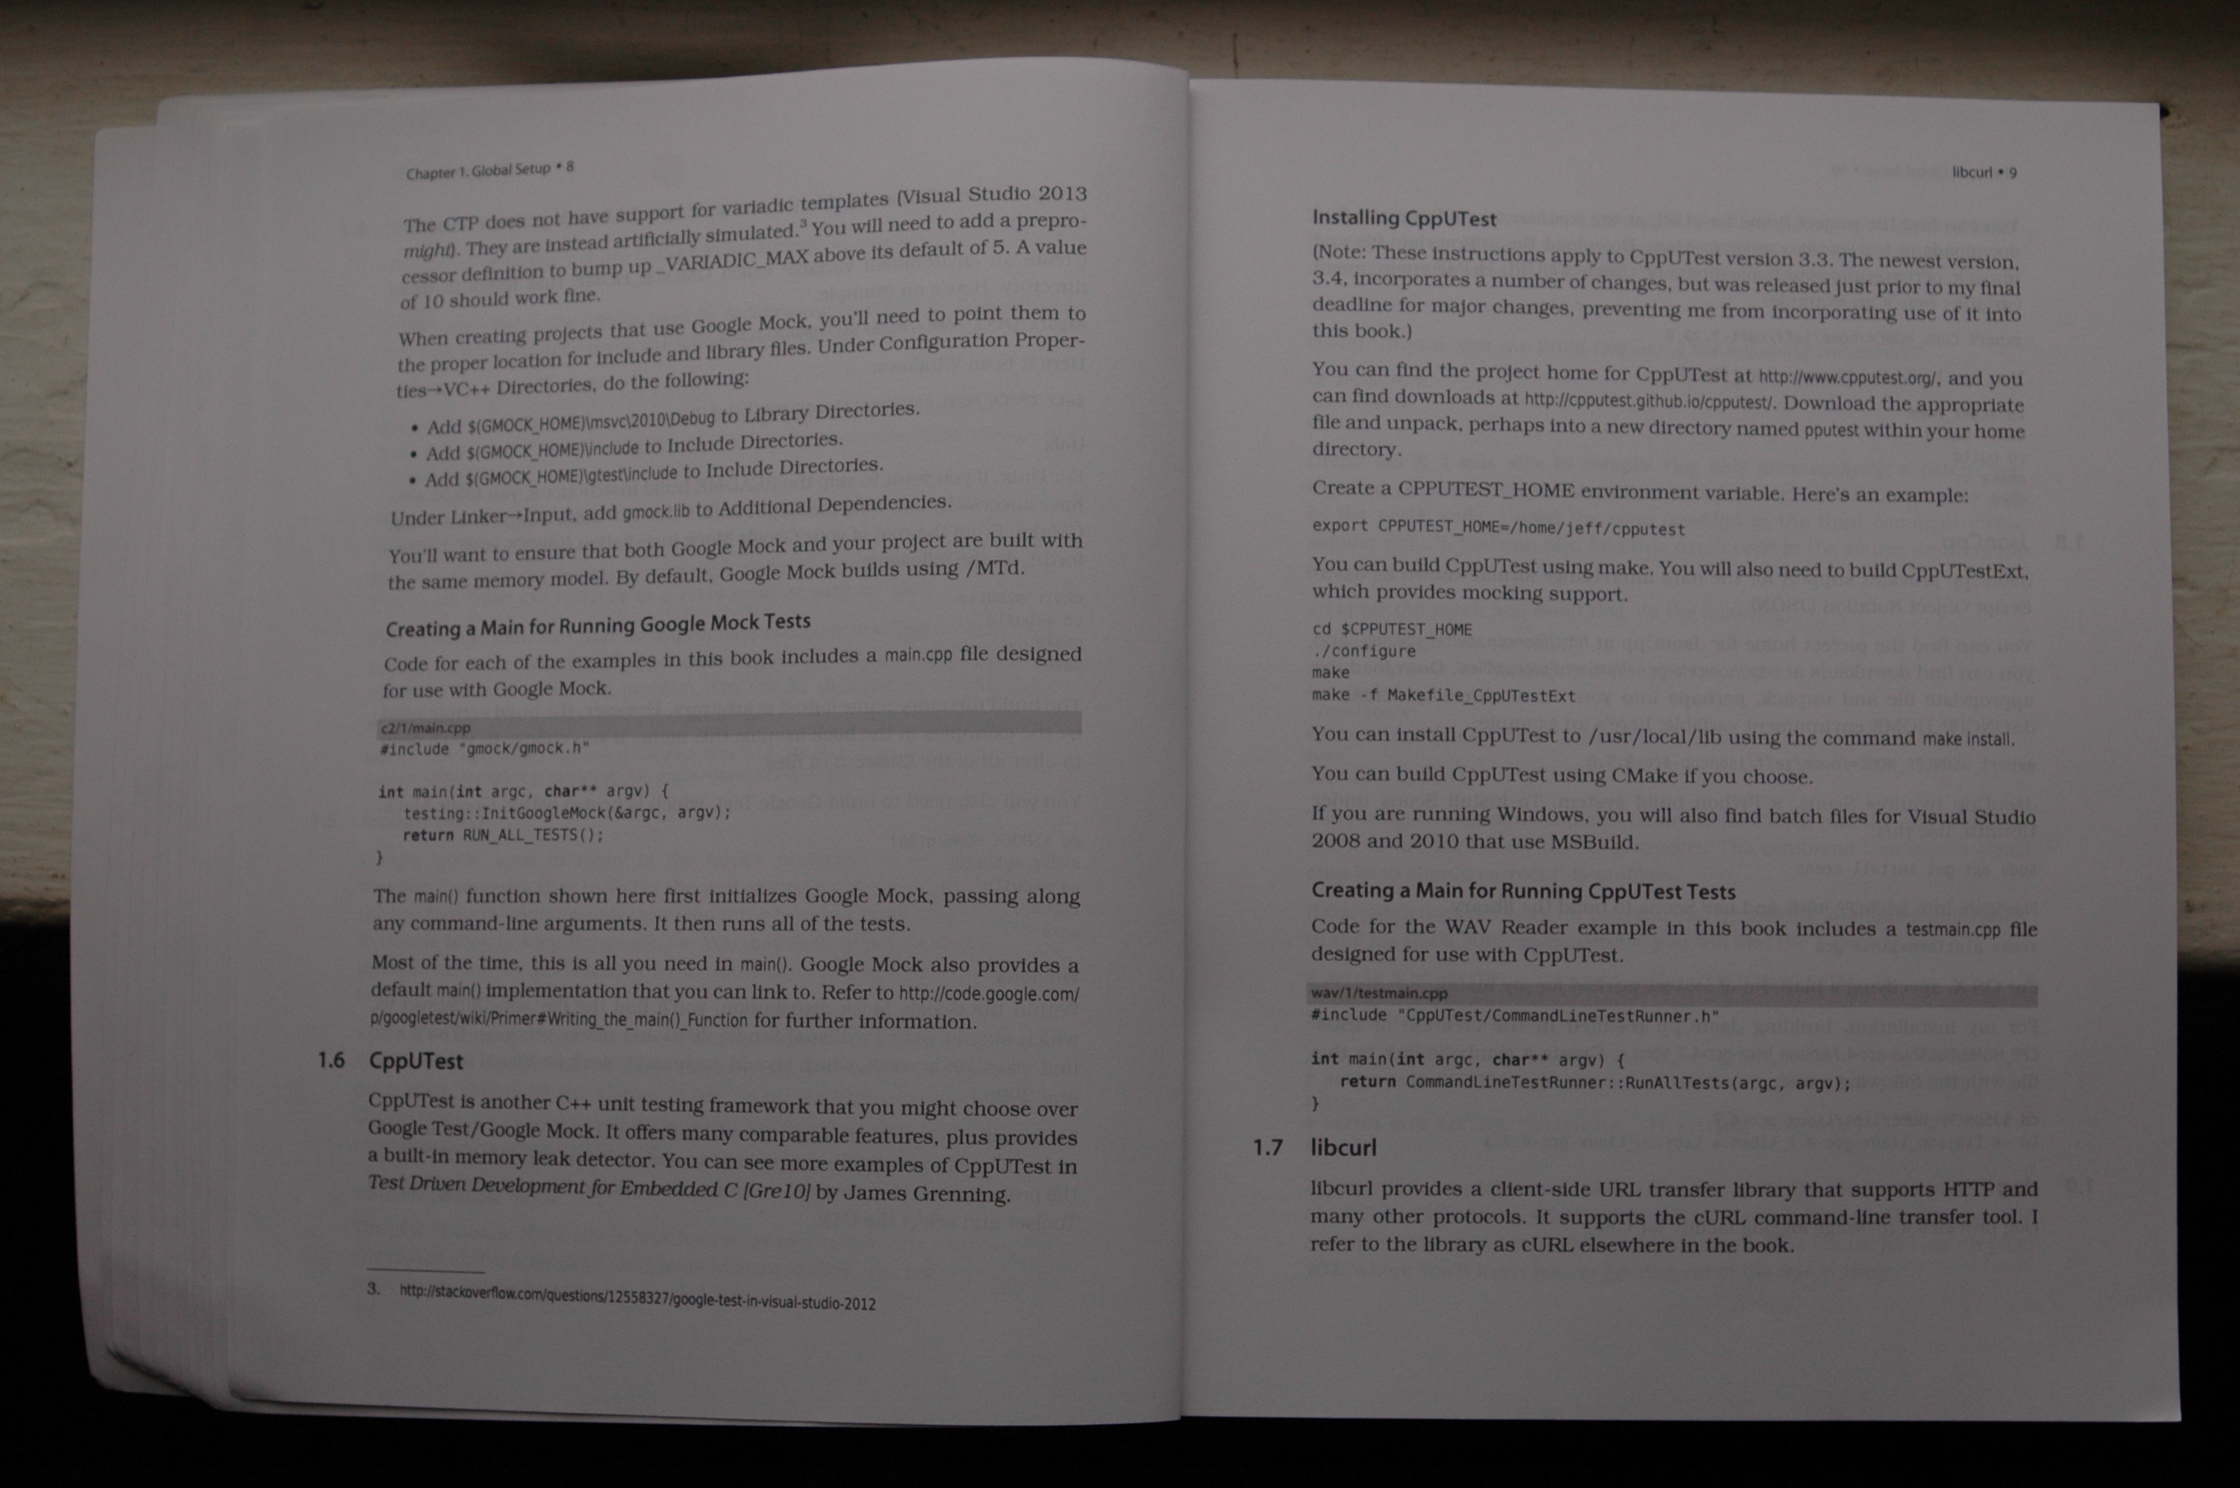 Chapter 1. Global Setup • 8
The CTP does not have support for variadic templates (Visual Studio 2013
might). They are instead artificially simulated.³ You will need to add a prepro-
cessor definition to bump up _VARIADIC_MAX above its default of 5. A value
of 10 should work fine.
When creating projects that use Google Mock, you'll need to point them to
the proper location for include and library files. Under Configuration Proper-
ties→VC++ Directories, do the following:
• Add $(GMOCK_HOME)\msvc\2010\Debug to Library Directories.
• Add $(GMOCK_HOME)\include to Include Directories.
• Add $(GMOCK_HOME)\gtest\include to Include Directories.
Under Linker→Input, add gmock.lib to Additional Dependencies.
You'll want to ensure that both Google Mock and your project are built with
the same memory model. By default, Google Mock builds using /MTd.
Creating a Main for Running Google Mock Tests
Code for each of the examples in this book includes a main.cpp file designed
for use with Google Mock.
c2/1/main.cpp
#include "gmock/gmock.h"
int main(int argc, char** argv) {
testing::InitGoogleMock(&argc, argv);
return RUN_ALL_TESTS();
}
The main() function shown here first initializes Google Mock, passing along
any command-line arguments. It then runs all of the tests.
Most of the time, this is all you need in main(). Google Mock also provides a
default main() implementation that you can link to. Refer to http://code.google.com/
p/googletest/wiki/Primer#Writing_the_main()_Function for further information.
1.6 CppUTest
CppUTest is another C++ unit testing framework that you might choose over
Google Test/Google Mock. It offers many comparable features, plus provides
a built-in memory leak detector. You can see more examples of CppUTest in
Test Driven Development for Embedded C [Gre10] by James Grenning.
3. http://stackoverflow.com/questions/12558327/google-test-in-visual-studio-2012
libcurl • 9
Installing CppUTest
(Note: These instructions apply to CppUTest version 3.3. The newest version,
3.4, incorporates a number of changes, but was released just prior to my final
deadline for major changes, preventing me from incorporating use of it into
this book.)
You can find the project home for CppUTest at http://www.cpputest.org/, and you
can find downloads at http://cpputest.github.io/cpputest/. Download the appropriate
file and unpack, perhaps into a new directory named pputest within your home
directory.
Create a CPPUTEST_HOME environment variable. Here's an example:
export CPPUTEST_HOME=/home/jeff/cpputest
You can build CppUTest using make. You will also need to build CppUTestExt,
which provides mocking support.
cd $CPPUTEST_HOME
./configure
make
make -f Makefile_CppUTestExt
You can install CppUTest to /usr/local/lib using the command make install.
You can build CppUTest using CMake if you choose.
If you are running Windows, you will also find batch files for Visual Studio
2008 and 2010 that use MSBuild.
Creating a Main for Running CppUTest Tests
Code for the WAV Reader example in this book includes a testmain.cpp file
designed for use with CppUTest.
wav/1/testmain.cpp
#include "CppUTest/CommandLineTestRunner.h"
int main(int argc, char** argv) {
return CommandLineTestRunner::RunAllTests(argc, argv);
}
1.7 libcurl
libcurl provides a client-side URL transfer library that supports HTTP and
many other protocols. It supports the cURL command-line transfer tool. I
refer to the library as cURL elsewhere in the book.